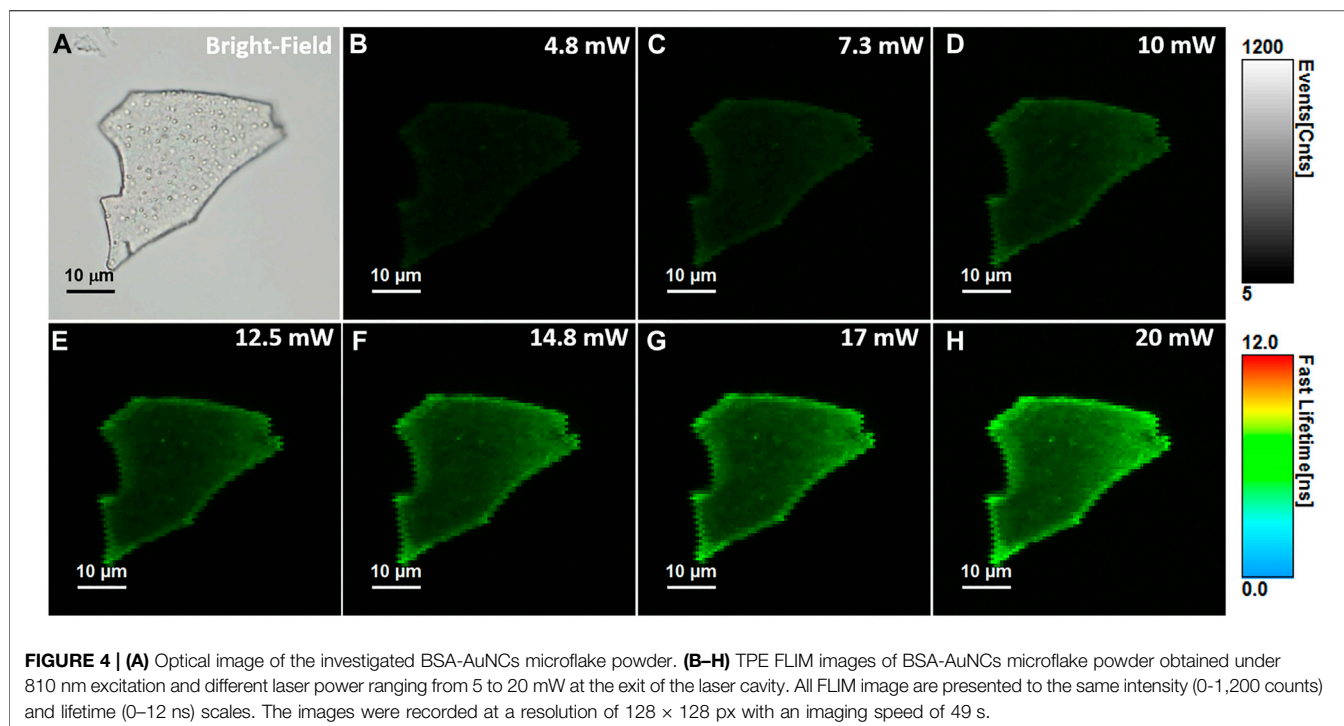 A
Bright-Field
10 μm
B
4.8 mW
10 μm
C
7.3 mW
10 μm
D
10 mW
10 μm
1200
Events[Cnts]
5
E
12.5 mW
10 μm
F
14.8 mW
10 μm
G
17 mW
10 μm
H
20 mW
10 μm
12.0
Fast Lifetime[ns]
0.0
FIGURE 4 | (A) Optical image of the investigated BSA-AuNCs microflake powder. (B–H) TPE FLIM images of BSA-AuNCs microflake powder obtained under
810 nm excitation and different laser power ranging from 5 to 20 mW at the exit of the laser cavity. All FLIM image are presented to the same intensity (0-1,200 counts)
and lifetime (0–12 ns) scales. The images were recorded at a resolution of 128 × 128 px with an imaging speed of 49 s.